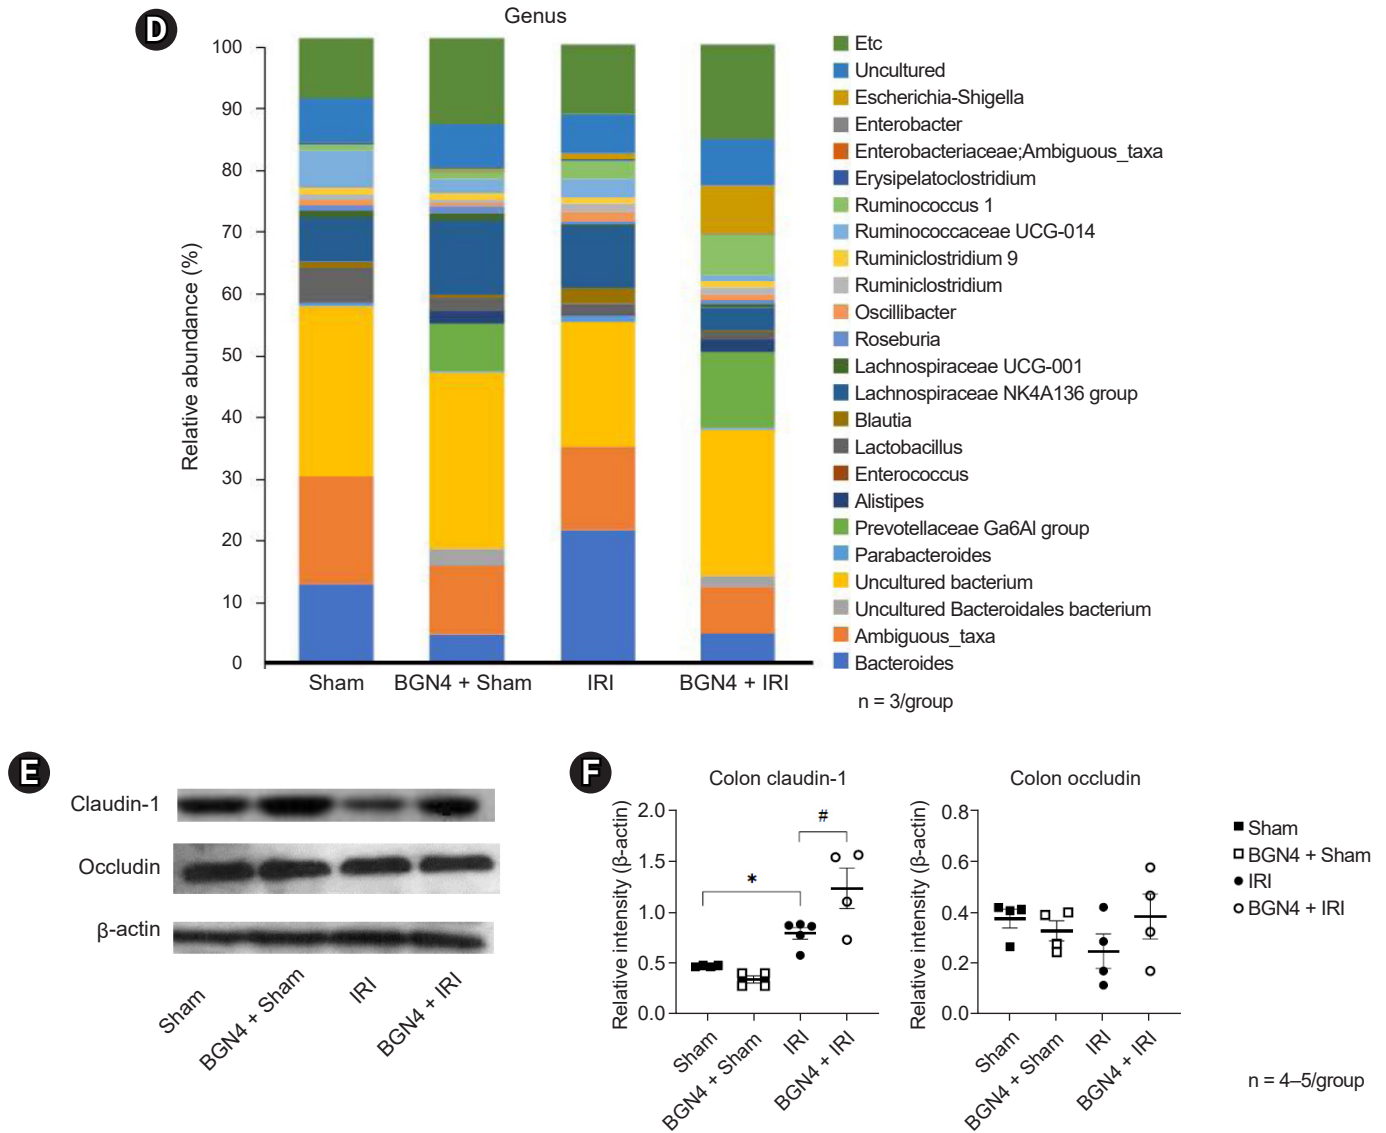 D
Genus
Relative abundance (%)
100
90
80
70
60
50
40
30
20
10
0
Sham
BGN4 + Sham
IRI
BGN4 + IRI
Etc
Uncultured
Escherichia-Shigella
Enterobacter
Enterobacteriaceae;Ambiguous_taxa
Erysipelatoclostridium
Ruminococcus 1
Ruminococcaceae UCG-014
Ruminiclostridium 9
Ruminiclostridium
Oscillibacter
Roseburia
Lachnospiraceae UCG-001
Lachnospiraceae NK4A136 group
Blautia
Lactobacillus
Enterococcus
Alistipes
Prevotellaceae Ga6Al group
Parabacteroides
Uncultured bacterium
Uncultured Bacteroidales bacterium
Ambiguous_taxa
Bacteroides
n = 3/group
E
Claudin-1
Occludin
β-actin
Sham
BGN4 + Sham
IRI
BGN4 + IRI
F
Colon claudin-1
Relative intensity (β-actin)
2.0
1.5
1.0
0.5
0.0
*
#
Sham
BGN4 + Sham
IRI
BGN4 + IRI
Colon occludin
Relative intensity (β-actin)
0.8
0.6
0.4
0.2
0.0
Sham
BGN4 + Sham
IRI
BGN4 + IRI
Sham
BGN4 + Sham
IRI
BGN4 + IRI
n = 4–5/group